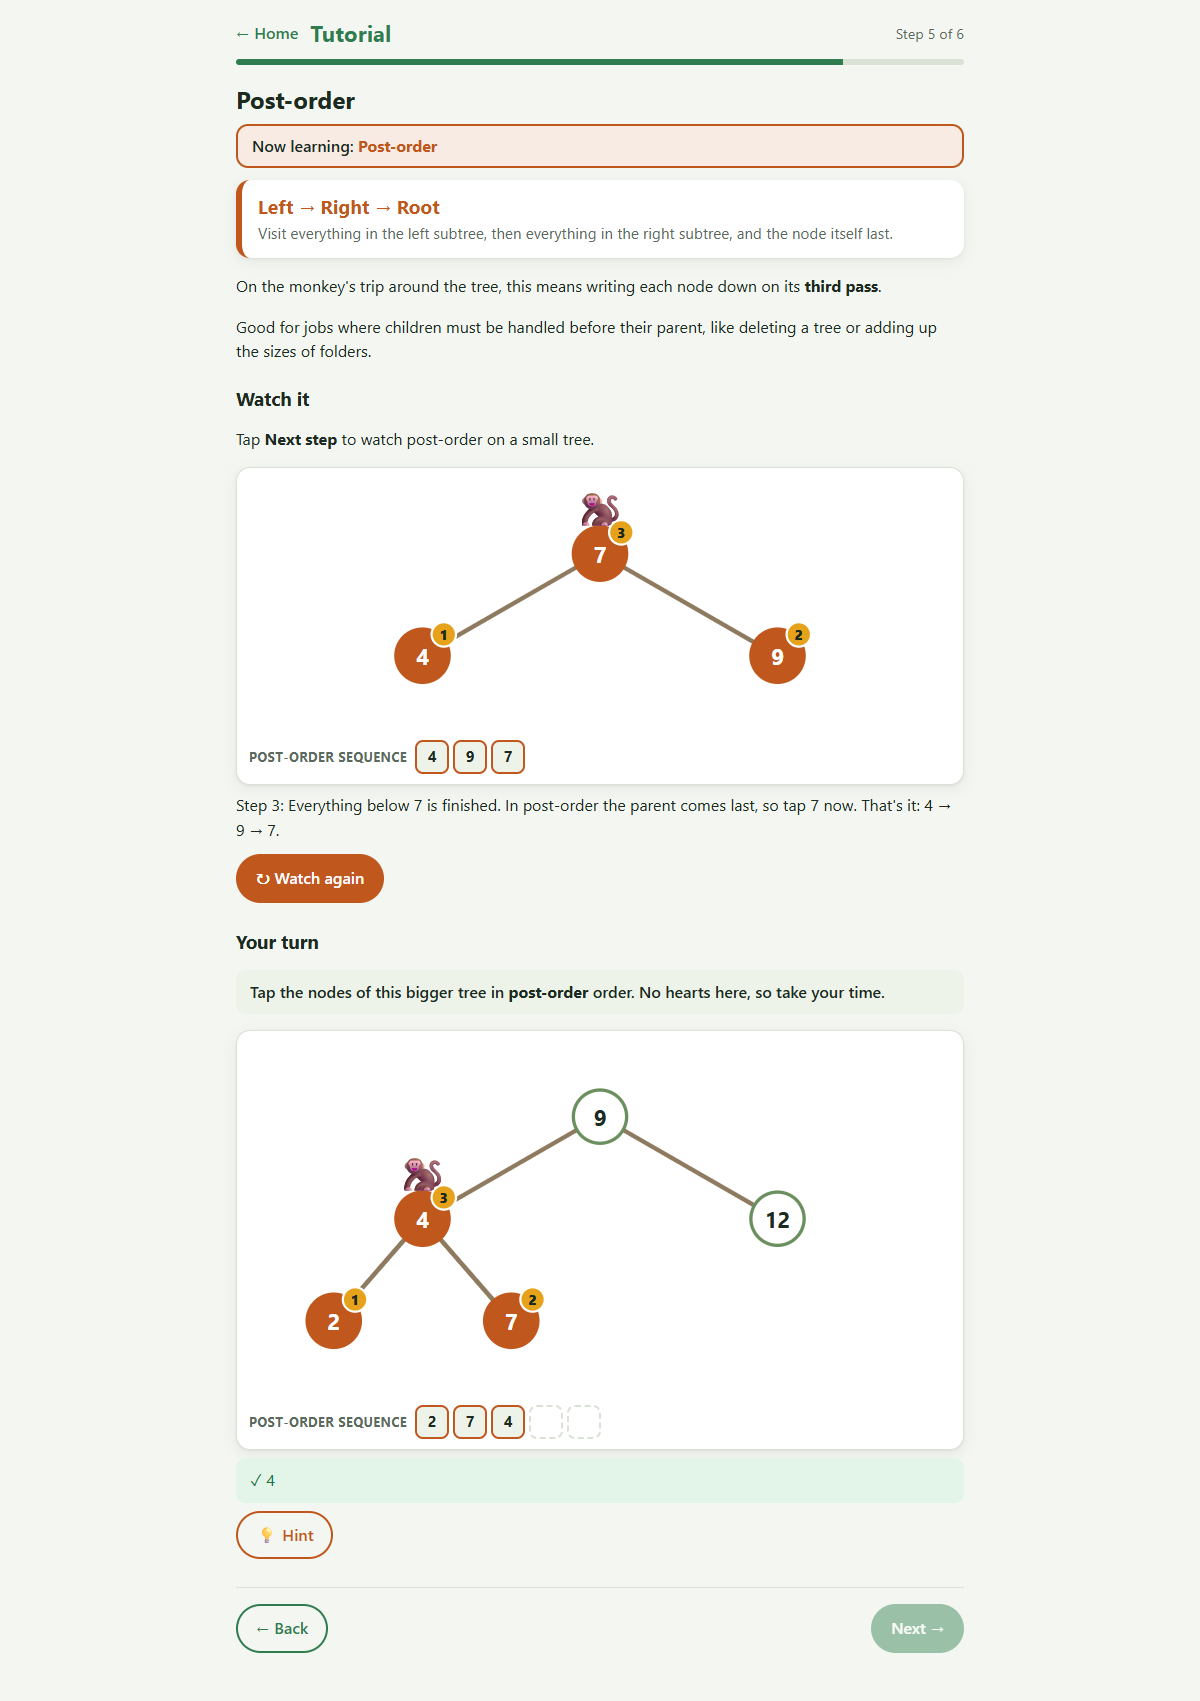 ← Home Tutorial Step 5 of 6
Post-order
Now learning: Post-order
Left → Right → Root
Visit everything in the left subtree, then everything in the right subtree, and the node itself last.
On the monkey's trip around the tree, this means writing each node down on its third pass.
Good for jobs where children must be handled before their parent, like deleting a tree or adding up
the sizes of folders.
Watch it
Tap Next step to watch post-order on a small tree.
3
7
1
4
2
9
POST-ORDER SEQUENCE 4 9 7
Step 3: Everything below 7 is finished. In post-order the parent comes last, so tap 7 now. That's it: 4 →
9 → 7.
↻ Watch again
Your turn
Tap the nodes of this bigger tree in post-order order. No hearts here, so take your time.
9
3
4
12
1
2
2
7
POST-ORDER SEQUENCE 2 7 4
✓ 4
💡 Hint
← Back Next →